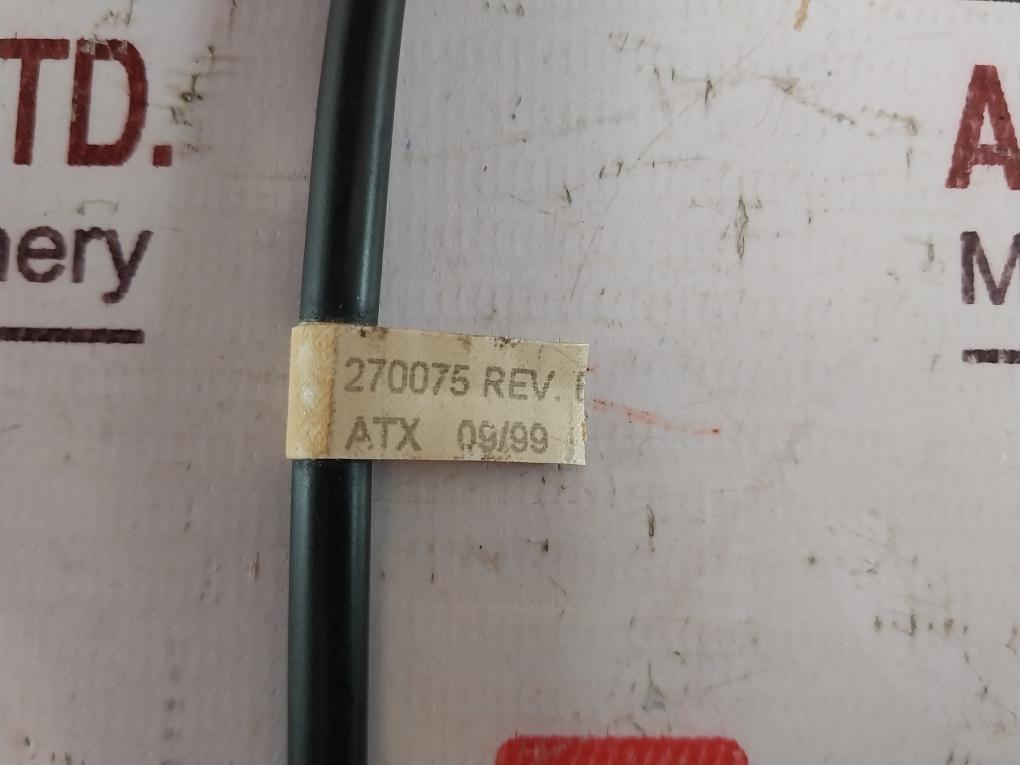 TD.
nery
A
M
270075 REV.
ATX 09/99